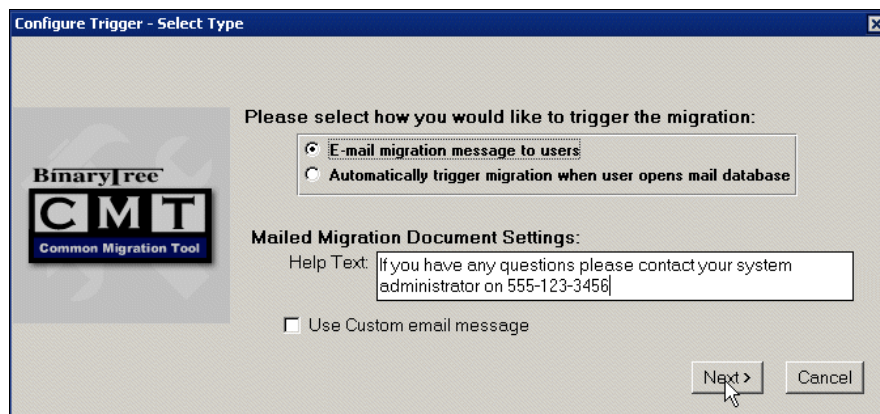 Configure Trigger - Select Type
Please select how you would like to trigger the migration:
E-mail migration message to users
Automatically trigger migration when user opens mail database
BinaryTree
CMT
Common Migration Tool
Mailed Migration Document Settings:
Help Text: If you have any questions please contact your system
administrator on 555-123-3456
Use Custom email message
Next >
Cancel